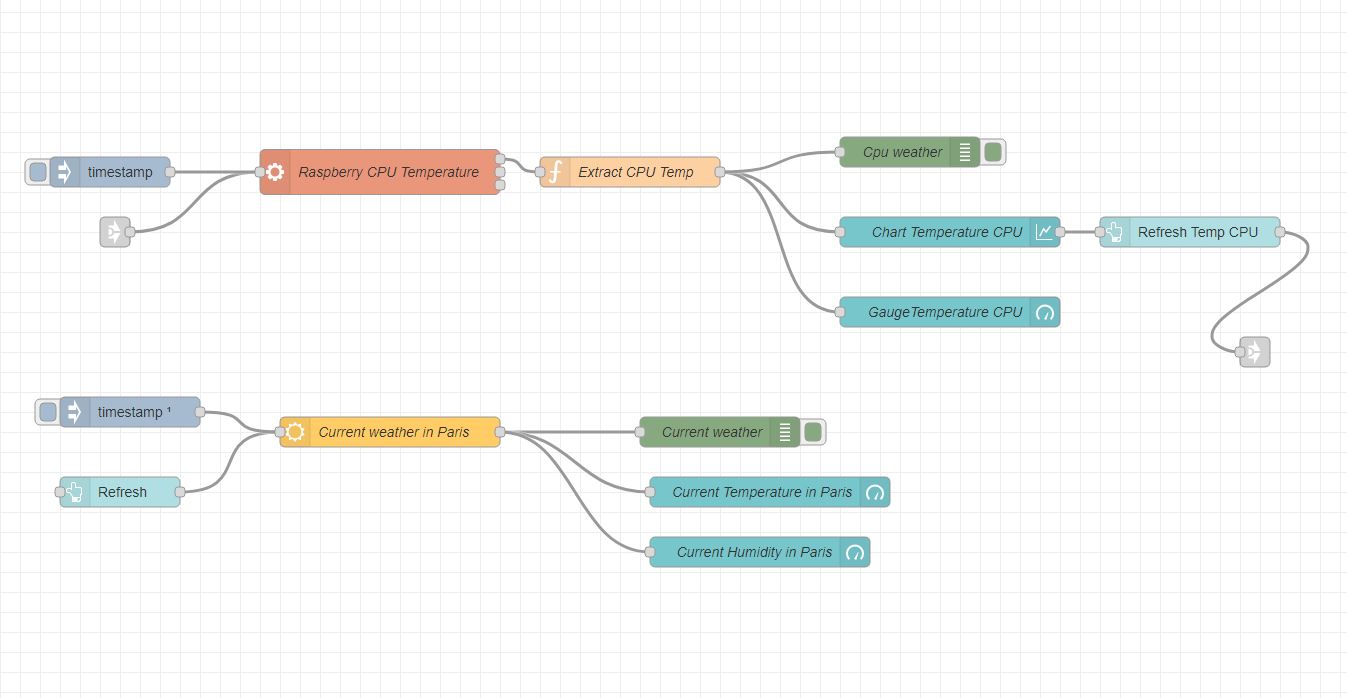 timestamp
Raspberry CPU Temperature
Extract CPU Temp
Cpu weather
Chart Temperature CPU
Refresh Temp CPU
GaugeTemperature CPU
timestamp ¹
Current weather in Paris
Current weather
Refresh
Current Temperature in Paris
Current Humidity in Paris